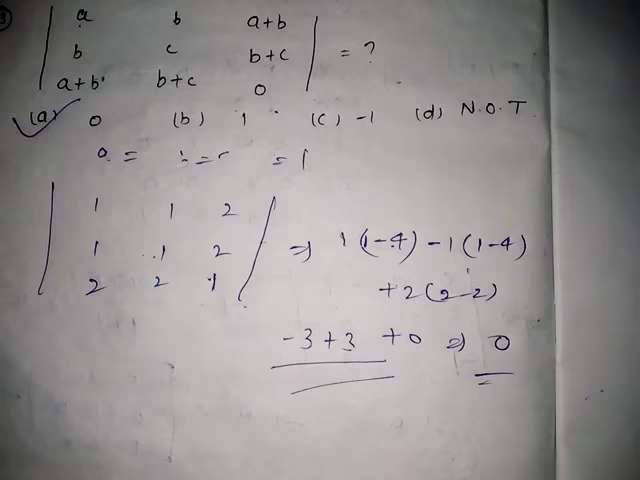 a b a+b
b c b+c = ?
a+b b+c 0
(a) 0 (b) 1 (c) -1 (d) N.O.T.
= 1
1 1 2
1 1 2 => 1(1-4) -1(1-4)
2 2 1 +2(2-2)
-3+3 +0 => 0